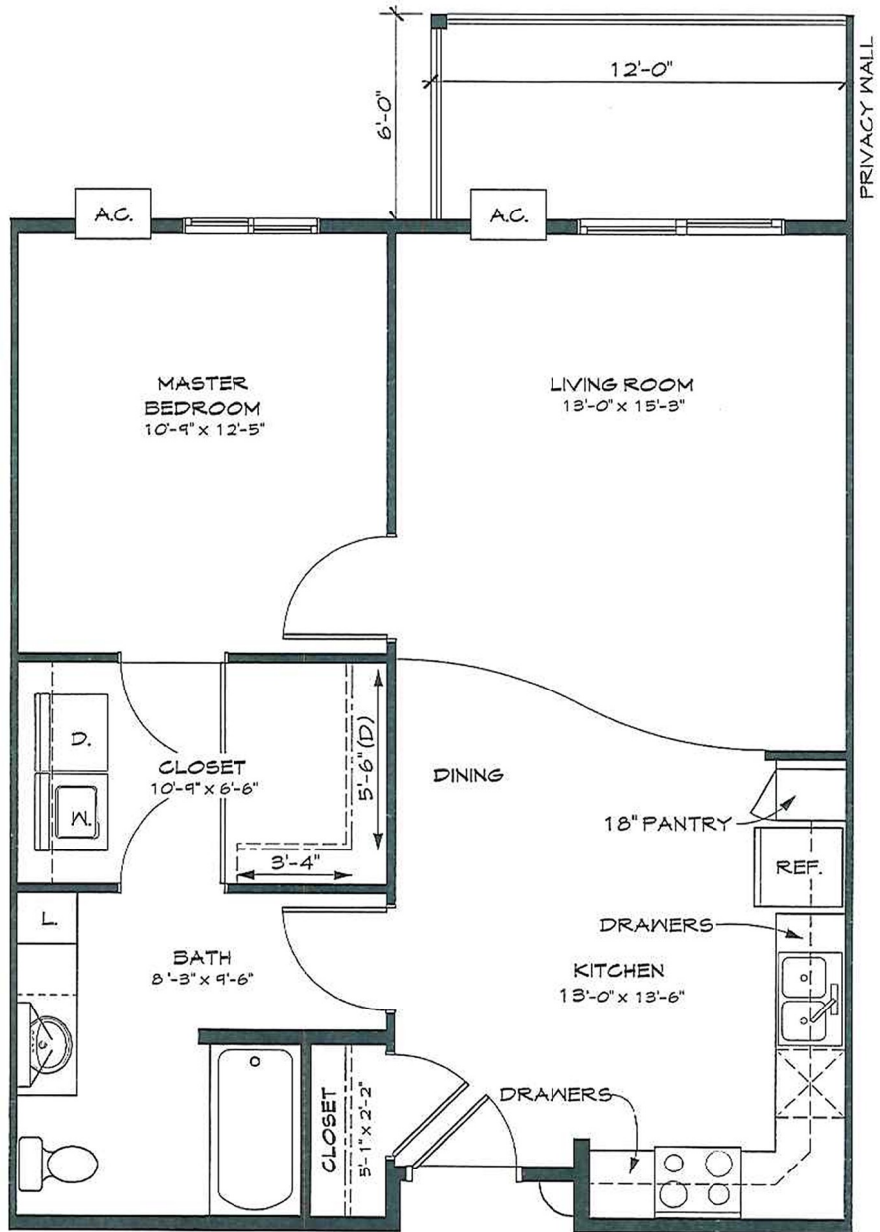 12'-0"
6'-0"
PRIVACY WALL
A.C.
A.C.
MASTER
BEDROOM
10'-9" x 12'-5"
LIVING ROOM
13'-0" x 15'-3"
D.
W.
CLOSET
10'-9" x 6'-6"
5'-6" (D)
3'-4"
DINING
18" PANTRY
REF.
DRAWERS
L.
BATH
8'-3" x 9'-6"
KITCHEN
13'-0" x 13'-6"
CLOSET
5'-1" x 2'-2"
DRAWERS